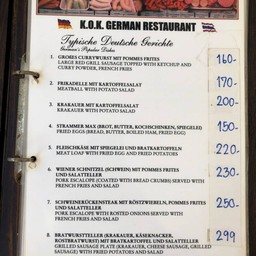 K.O.K. GERMAN RESTAURANT
Typische Deutsche Gerichte
German's Popular Dishes
1. GROßES CURRYWURST MIT POMMES FRITES 160-
LARGE RED GRILL SAUSAGE TOPPED WITH KETCHUP AND
CURRY POWDER, FRENCH FRIES
2. FRIKADELLE MIT KARTOFFELSALAT 170-
MEATBALL WITH POTATO SALAD
3. KRAKAUER MIT KARTOFFELSALAT 200-
KRAKAUER WITH POTATO SALAD
4. STRAMMER MAX (BROT, BUTTER, KOCHSCHINKEN, SPIEGELEI) 150-
FRIED EGGS (BREAD, BUTTER, BOILED HAM, FRIED EGG)
5. FLEISCHKÄSE MIT SPIEGELEI UND BRATKARTOFFELN 220-
MEAT LOAF WITH FRIED EGG AND FRIED POTATOES
6. WIENER SCHNITZEL (SCHWEIN) MIT POMMES FRITES 230-
UND SALATTELLER
PORK ESCALOPE (COATED WITH BREAD CRUMBS) SERVED WITH
FRENCH FRIES AND SALAD
7. SCHWEINERÜCKENSTEAK MIT RÖSTZWIEBELN, POMMES FRITES 250-
UND SALATTELLER
PORK ESCALOPE WITH ROSTED ONIONS SERVED WITH
FRENCH FRIES AND SALAD
8. BRATWURSTTELLER (KRAKAUER, KÄSEKNACKER, 299
ROSTBRATWURST) MIT BRATKARTOFFELN UND SALATTELLER
GRILLED SAUSAGE PLATE (KRAKAUER, CHEESE SAUSAGE, GRILLED
SAUSAGE) WITH FRIED POTATOES AND SALAD